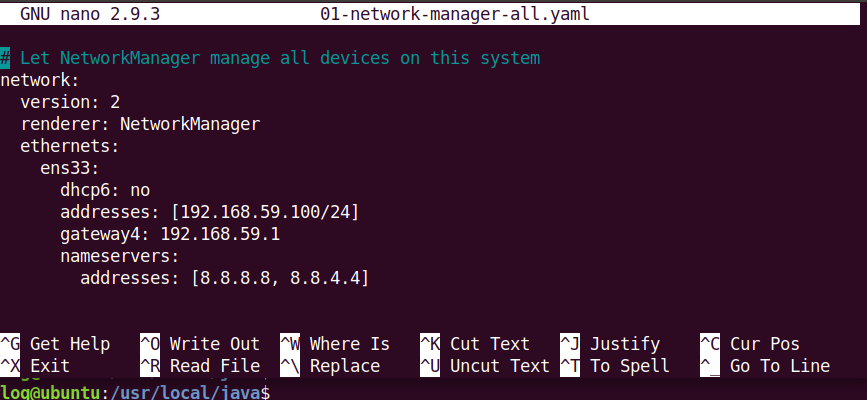 GNU nano 2.9.3 01-network-manager-all.yaml
# Let NetworkManager manage all devices on this system
network:
  version: 2
  renderer: NetworkManager
  ethernets:
    ens33:
      dhcp6: no
      addresses: [192.168.59.100/24]
      gateway4: 192.168.59.1
      nameservers:
        addresses: [8.8.8.8, 8.8.4.4]
^G Get Help ^O Write Out ^W Where Is ^K Cut Text ^J Justify ^C Cur Pos
^X Exit ^R Read File ^\ Replace ^U Uncut Text ^T To Spell ^_ Go To Line
log@ubuntu:/usr/local/java$